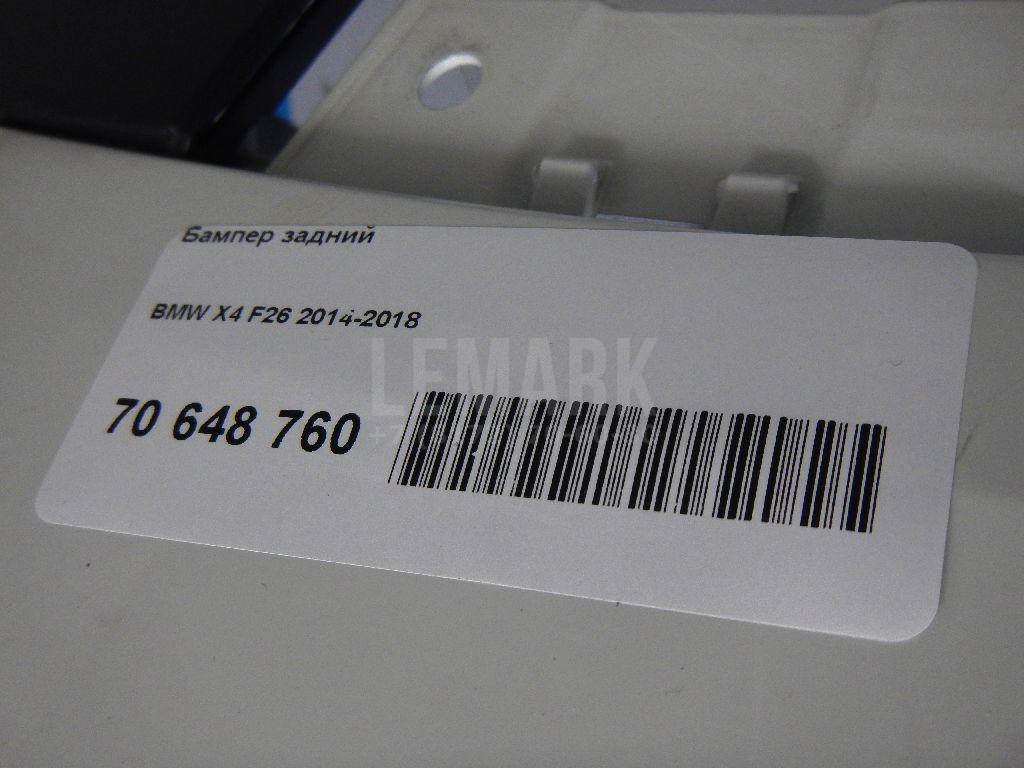 Бампер задний
BMW X4 F26 2014-2018
LEMARK
70 648 760